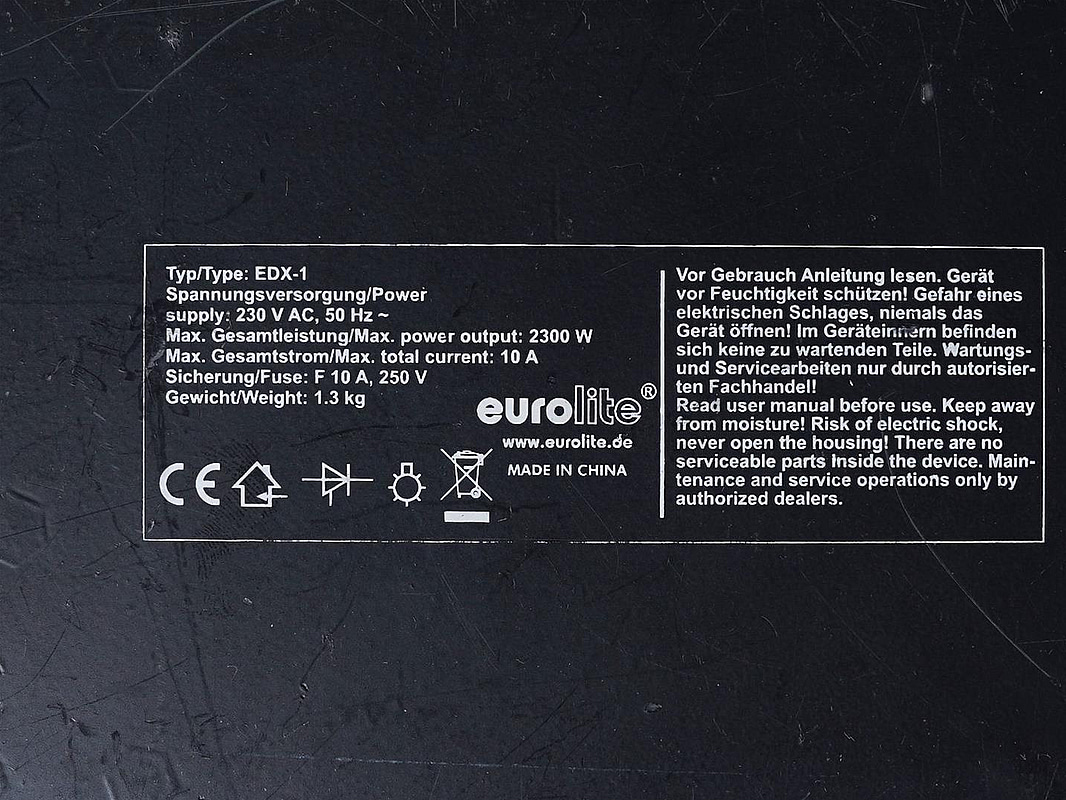 Typ/Type: EDX-1
Spannungsversorgung/Power
supply: 230 V AC, 50 Hz ~
Max. Gesamtleistung/Max. power output: 2300 W
Max. Gesamtstrom/Max. total current: 10 A
Sicherung/Fuse: F 10 A, 250 V
Gewicht/Weight: 1.3 kg
eurolite®
www.eurolite.de
MADE IN CHINA
CE
Vor Gebrauch Anleitung lesen. Gerät
vor Feuchtigkeit schützen! Gefahr eines
elektrischen Schlages, niemals das
Gerät öffnen! Im Geräteinnern befinden
sich keine zu wartenden Teile. Wartungs-
und Servicearbeiten nur durch autorisier-
ten Fachhandel!
Read user manual before use. Keep away
from moisture! Risk of electric shock,
never open the housing! There are no
serviceable parts inside the device. Main-
tenance and service operations only by
authorized dealers.